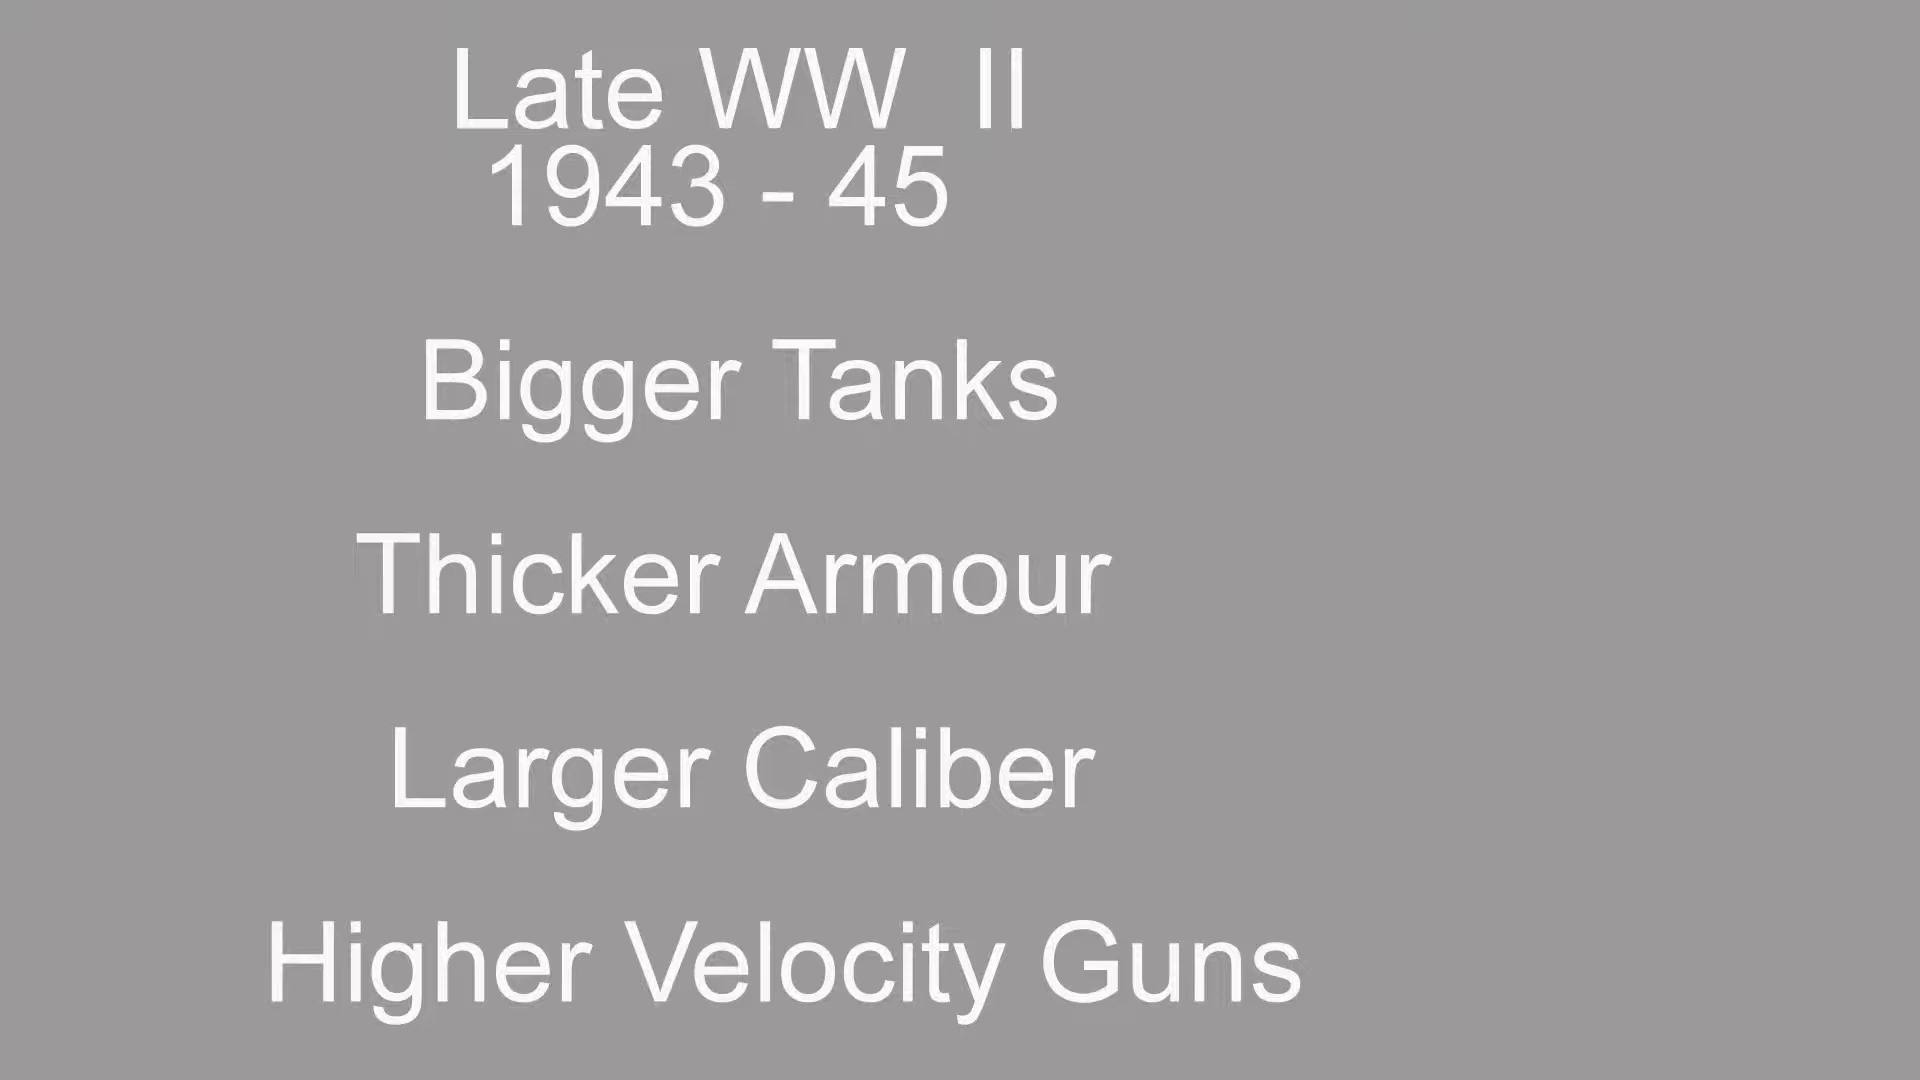 Late WW  II
1943 - 45
Bigger Tanks
Thicker Armour
Larger Caliber
Higher Velocity Guns